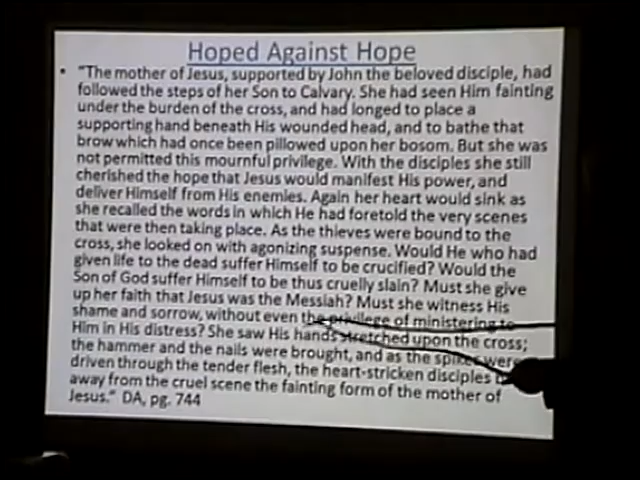 Hoped Against Hope
• "The mother of Jesus, supported by John the beloved disciple, had
followed the steps of her Son to Calvary. She had seen Him fainting
under the burden of the cross, and had longed to place a
supporting hand beneath His wounded head, and to bathe that
brow which had once been pillowed upon her bosom. But she was
not permitted this mournful privilege. With the disciples she still
cherished the hope that Jesus would manifest His power, and
deliver Himself from His enemies. Again her heart would sink as
she recalled the words in which He had foretold the very scenes
that were then taking place. As the thieves were bound to the
cross, she looked on with agonizing suspense. Would He who had
given life to the dead suffer Himself to be crucified? Would the
Son of God suffer Himself to be thus cruelly slain? Must she give
up her faith that Jesus was the Messiah? Must she witness His
shame and sorrow, without even the privilege of ministering to
Him in His distress? She saw His hands stretched upon the cross;
the hammer and the nails were brought, and as the spikes were
driven through the tender flesh, the heart-stricken disciples
away from the cruel scene the fainting form of the mother of
Jesus." DA, pg. 744